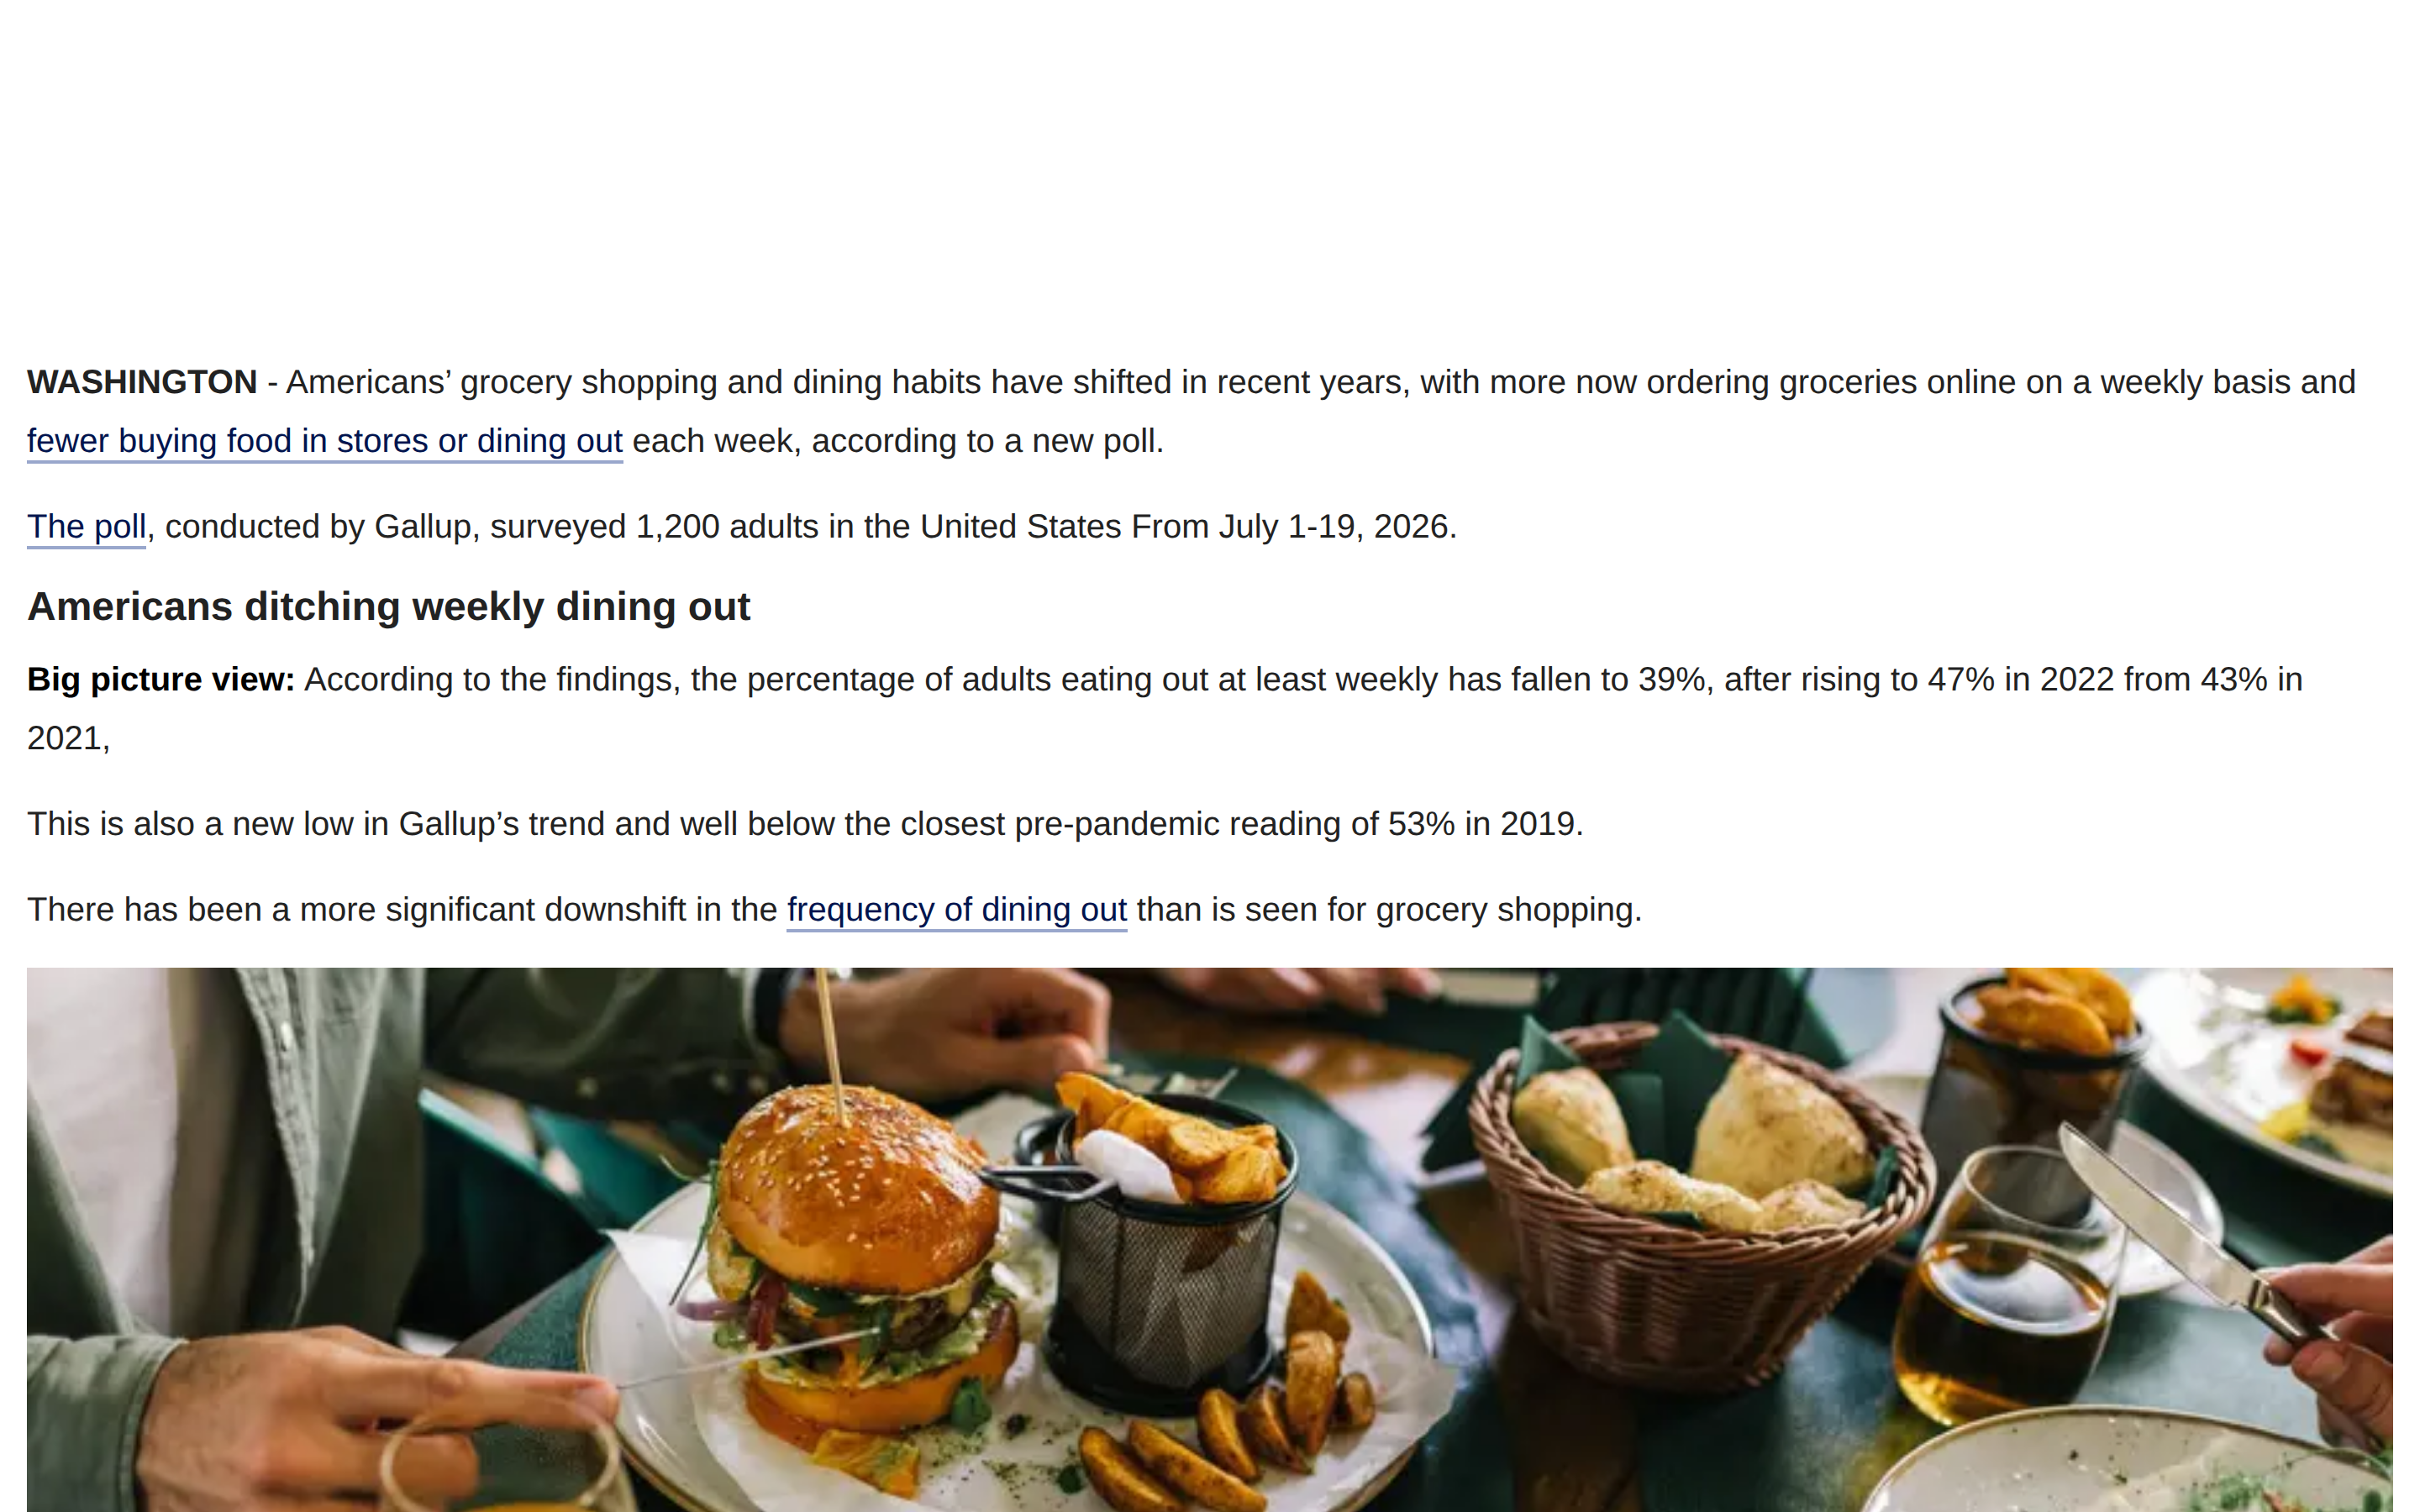 WASHINGTON - Americans’ grocery shopping and dining habits have shifted in recent years, with more now ordering groceries online on a weekly basis and
fewer buying food in stores or dining out each week, according to a new poll.
The poll, conducted by Gallup, surveyed 1,200 adults in the United States From July 1-19, 2026.
Americans ditching weekly dining out
Big picture view: According to the findings, the percentage of adults eating out at least weekly has fallen to 39%, after rising to 47% in 2022 from 43% in
2021,
This is also a new low in Gallup’s trend and well below the closest pre-pandemic reading of 53% in 2019.
There has been a more significant downshift in the frequency of dining out than is seen for grocery shopping.